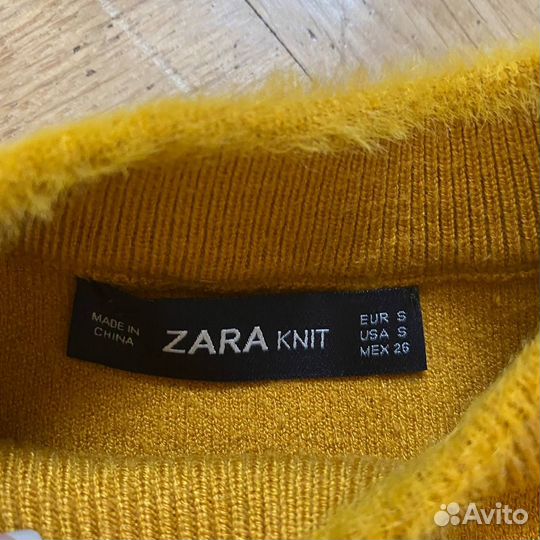 MADE IN
CHINA
ZARA KNIT
EUR S
USA S
MEX 26
Avito